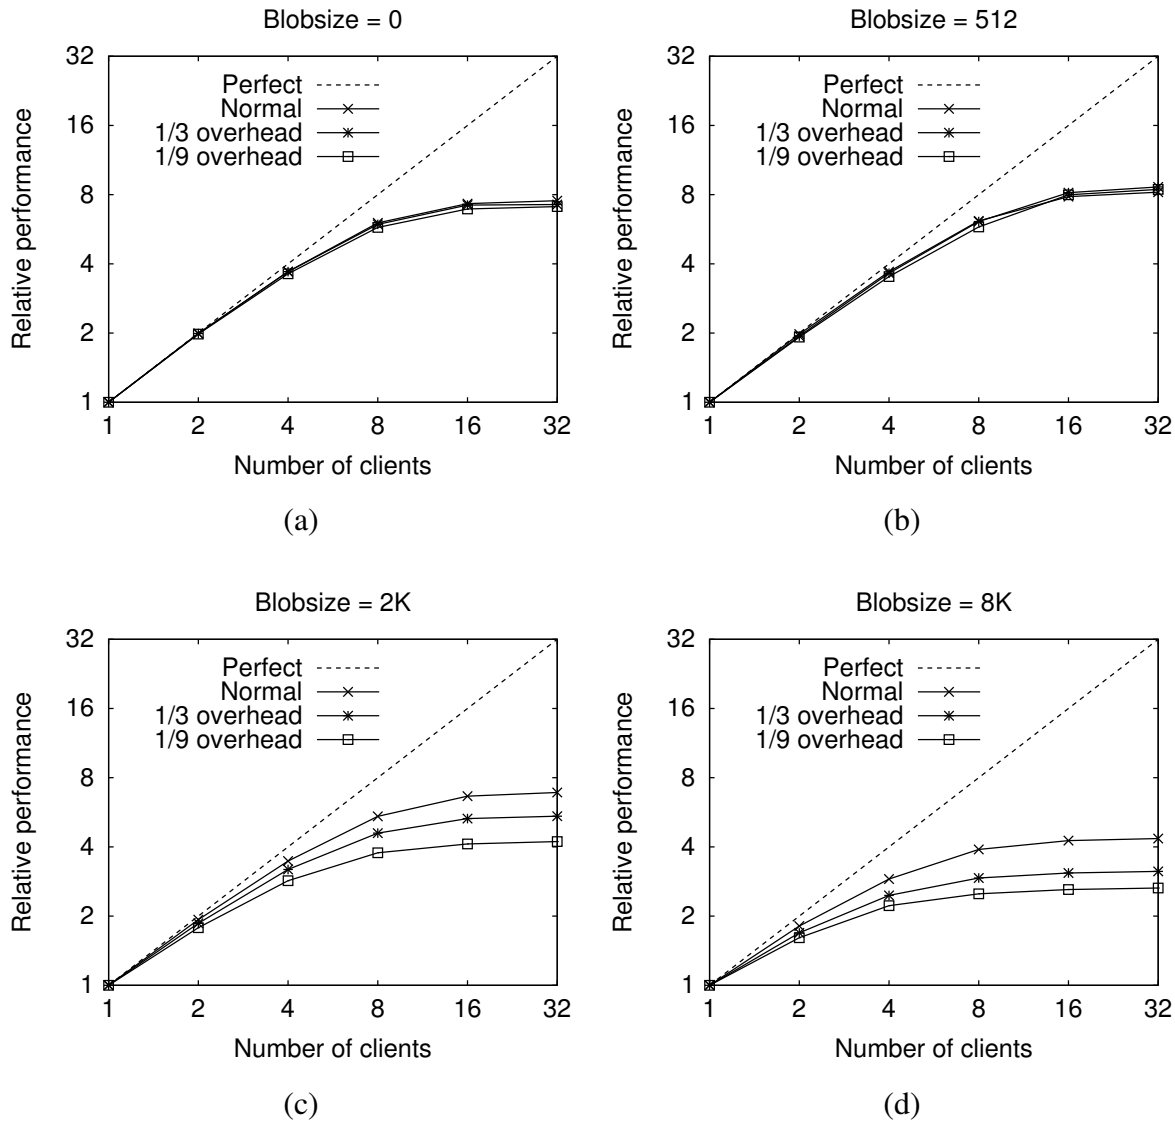 Blobsize = 0
32
16
8
4
2
1
1 2 4 8 16 32
Relative performance
Number of clients
Perfect
Normal
1/3 overhead
1/9 overhead
(a)
Blobsize = 512
32
16
8
4
2
1
1 2 4 8 16 32
Relative performance
Number of clients
Perfect
Normal
1/3 overhead
1/9 overhead
(b)
Blobsize = 2K
32
16
8
4
2
1
1 2 4 8 16 32
Relative performance
Number of clients
Perfect
Normal
1/3 overhead
1/9 overhead
(c)
Blobsize = 8K
32
16
8
4
2
1
1 2 4 8 16 32
Relative performance
Number of clients
Perfect
Normal
1/3 overhead
1/9 overhead
(d)